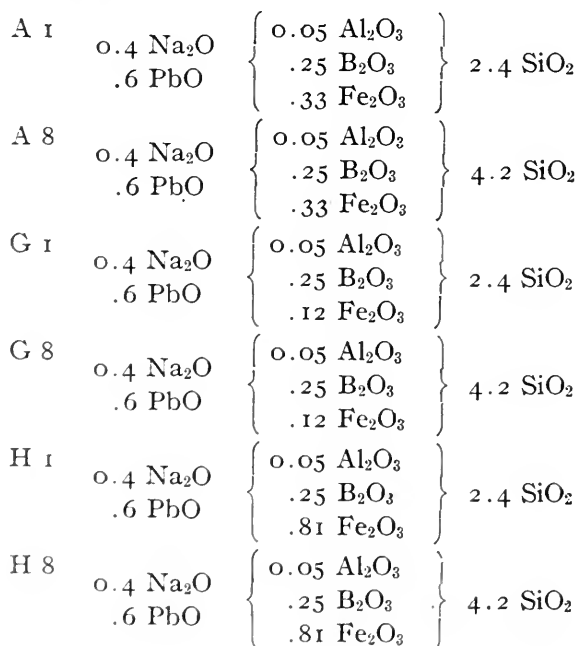 A 1
0.4 Na₂O { 0.05 Al₂O₃ } 2.4 SiO₂
.6 PbO { .25 B₂O₃ }
{ .33 Fe₂O₃ }
A 8
0.4 Na₂O { 0.05 Al₂O₃ } 4.2 SiO₂
.6 PbO { .25 B₂O₃ }
{ .33 Fe₂O₃ }
G 1
0.4 Na₂O { 0.05 Al₂O₃ } 2.4 SiO₂
.6 PbO { .25 B₂O₃ }
{ .12 Fe₂O₃ }
G 8
0.4 Na₂O { 0.05 Al₂O₃ } 4.2 SiO₂
.6 PbO { .25 B₂O₃ }
{ .12 Fe₂O₃ }
H 1
0.4 Na₂O { 0.05 Al₂O₃ } 2.4 SiO₂
.6 PbO { .25 B₂O₃ }
{ .81 Fe₂O₃ }
H 8
0.4 Na₂O { 0.05 Al₂O₃ } 4.2 SiO₂
.6 PbO { .25 B₂O₃ }
{ .81 Fe₂O₃ }